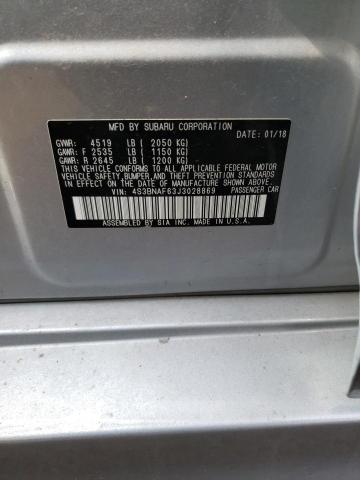 MFD BY SUBARU CORPORATION
DATE: 01/18
GVWR: 4519 LB ( 2050 KG)
GAWR: F 2535 LB ( 1150 KG)
GAWR: R 2645 LB ( 1200 KG)
THIS VEHICLE CONFORMS TO ALL APPLICABLE FEDERAL MOTOR
VEHICLE SAFETY, BUMPER, AND THEFT PREVENTION STANDARDS
IN EFFECT ON THE DATE OF MANUFACTURE SHOWN ABOVE.
VIN: 4S3BNAF63J3028869 PASSENGER CAR
ASSEMBLED BY SIA INC. MADE IN U.S.A.